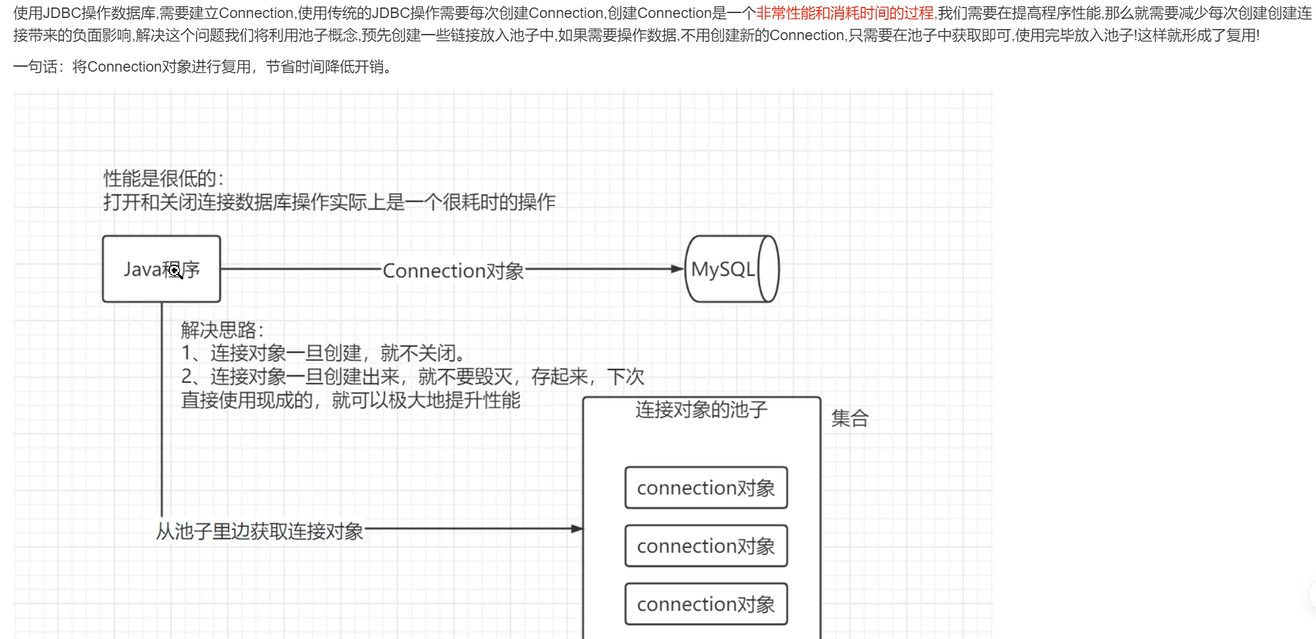 使用JDBC操作数据库,需要建立Connection,使用传统的JDBC操作需要每次创建Connection,创建Connection是一个非常性能和消耗时间的过程,我们需要在提高程序性能,那么就需要减少每次创建创建连
接带来的负面影响,解决这个问题我们将利用池子概念,预先创建一些链接放入池子中,如果需要操作数据,不用创建新的Connection,只需要在池子中获取即可,使用完毕放入池子!这样就形成了复用!
一句话：将Connection对象进行复用，节省时间降低开销。
性能是很低的：
打开和关闭连接数据库操作实际上是一个很耗时的操作
Java程序
Connection对象
MySQL
解决思路：
1、连接对象一旦创建，就不关闭。
2、连接对象一旦创建出来，就不要毁灭，存起来，下次
直接使用现成的，就可以极大地提升性能
连接对象的池子
集合
connection对象
从池子里边获取连接对象
connection对象
connection对象